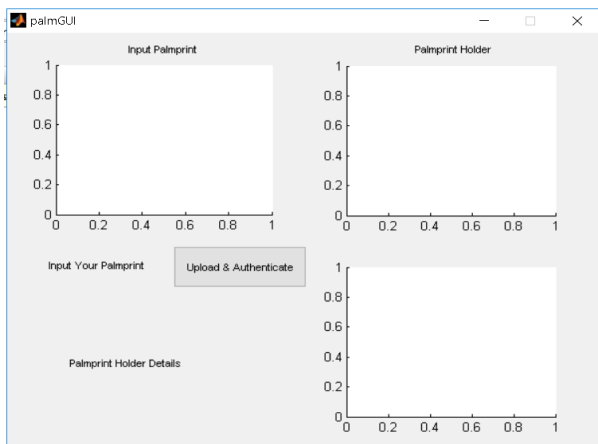 palmGUI
Input Palmprint
Palmprint Holder
1
0.8
0.6
0.4
0.2
0
0 0.2 0.4 0.6 0.8 1
1
0.8
0.6
0.4
0.2
0
0 0.2 0.4 0.6 0.8 1
Input Your Palmprint
Upload & Authenticate
Palmprint Holder Details
1
0.8
0.6
0.4
0.2
0
0 0.2 0.4 0.6 0.8 1